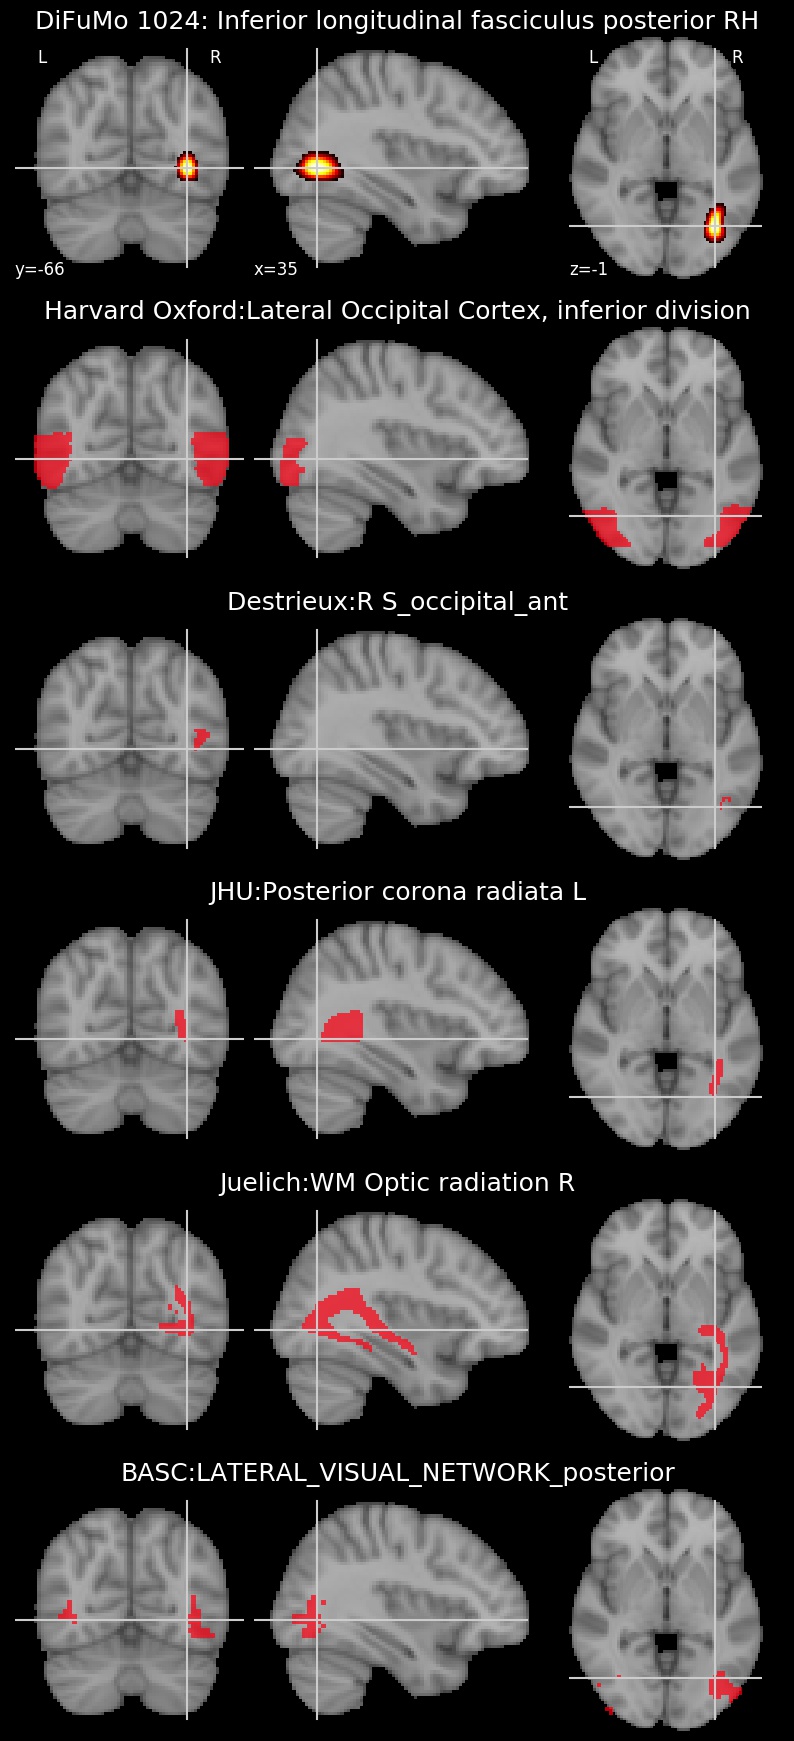 DiFuMo 1024: Inferior longitudinal fasciculus posterior RH
L R L R
y=-66 x=35 z=-1
Harvard Oxford:Lateral Occipital Cortex, inferior division
Destrieux:R S_occipital_ant
JHU:Posterior corona radiata L
Juelich:WM Optic radiation R
BASC:LATERAL_VISUAL_NETWORK_posterior